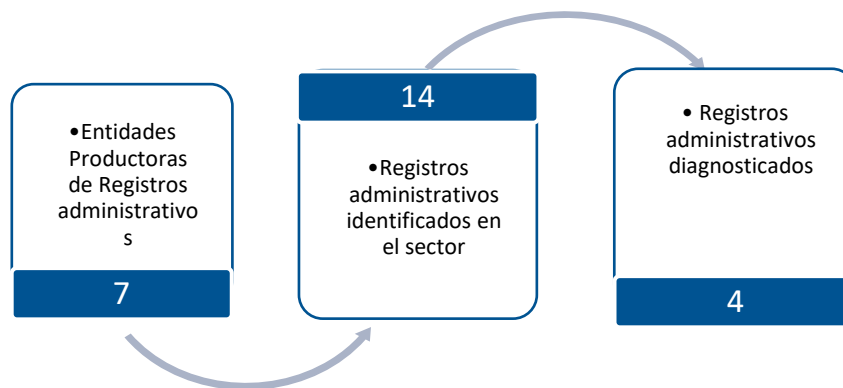 •Entidades
Productoras
de Registros
administrativo
s
7
14
•Registros
administrativos
identificados en
el sector
• Registros
administrativos
diagnosticados
4